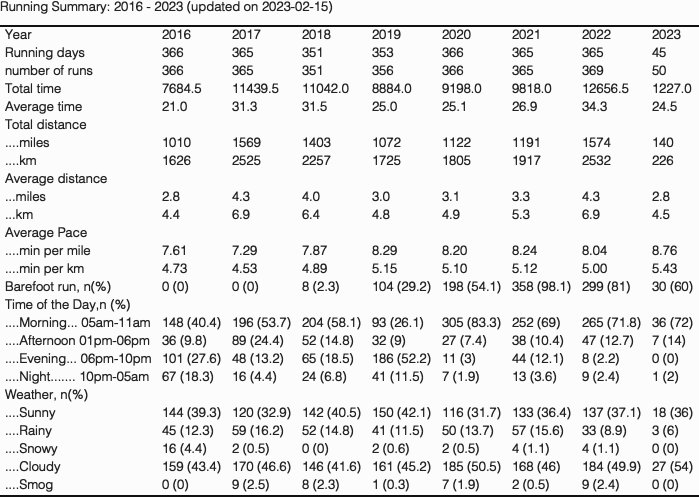 Running Summary: 2016 - 2023 (updated on 2023-02-15)
Year 2016 2017 2018 2019 2020 2021 2022 2023
Running days 366 365 351 353 366 365 365 45
number of runs 366 365 351 356 366 365 369 50
Total time 7684.5 11439.5 11042.0 8884.0 9198.0 9818.0 12656.5 1227.0
Average time 21.0 31.3 31.5 25.0 25.1 26.9 34.3 24.5
Total distance
....miles 1010 1569 1403 1072 1122 1191 1574 140
....km 1626 2525 2257 1725 1805 1917 2532 226
Average distance
...miles 2.8 4.3 4.0 3.0 3.1 3.3 4.3 2.8
...km 4.4 6.9 6.4 4.8 4.9 5.3 6.9 4.5
Average Pace
....min per mile 7.61 7.29 7.87 8.29 8.20 8.24 8.04 8.76
....min per km 4.73 4.53 4.89 5.15 5.10 5.12 5.00 5.43
Barefoot run, n(%) 0 (0) 0 (0) 8 (2.3) 104 (29.2) 198 (54.1) 358 (98.1) 299 (81) 30 (60)
Time of the Day,n (%)
....Morning... 05am-11am 148 (40.4) 196 (53.7) 204 (58.1) 93 (26.1) 305 (83.3) 252 (69) 265 (71.8) 36 (72)
....Afternoon 01pm-06pm 36 (9.8) 89 (24.4) 52 (14.8) 32 (9) 27 (7.4) 38 (10.4) 47 (12.7) 7 (14)
....Evening... 06pm-10pm 101 (27.6) 48 (13.2) 65 (18.5) 186 (52.2) 11 (3) 44 (12.1) 8 (2.2) 0 (0)
....Night....... 10pm-05am 67 (18.3) 16 (4.4) 24 (6.8) 41 (11.5) 7 (1.9) 13 (3.6) 9 (2.4) 1 (2)
Weather, n(%)
....Sunny 144 (39.3) 120 (32.9) 142 (40.5) 150 (42.1) 116 (31.7) 133 (36.4) 137 (37.1) 18 (36)
....Rainy 45 (12.3) 59 (16.2) 52 (14.8) 41 (11.5) 50 (13.7) 57 (15.6) 33 (8.9) 3 (6)
....Snowy 16 (4.4) 2 (0.5) 0 (0) 2 (0.6) 2 (0.5) 4 (1.1) 4 (1.1) 0 (0)
....Cloudy 159 (43.4) 170 (46.6) 146 (41.6) 161 (45.2) 185 (50.5) 168 (46) 184 (49.9) 27 (54)
....Smog 0 (0) 9 (2.5) 8 (2.3) 1 (0.3) 7 (1.9) 2 (0.5) 9 (2.4) 0 (0)